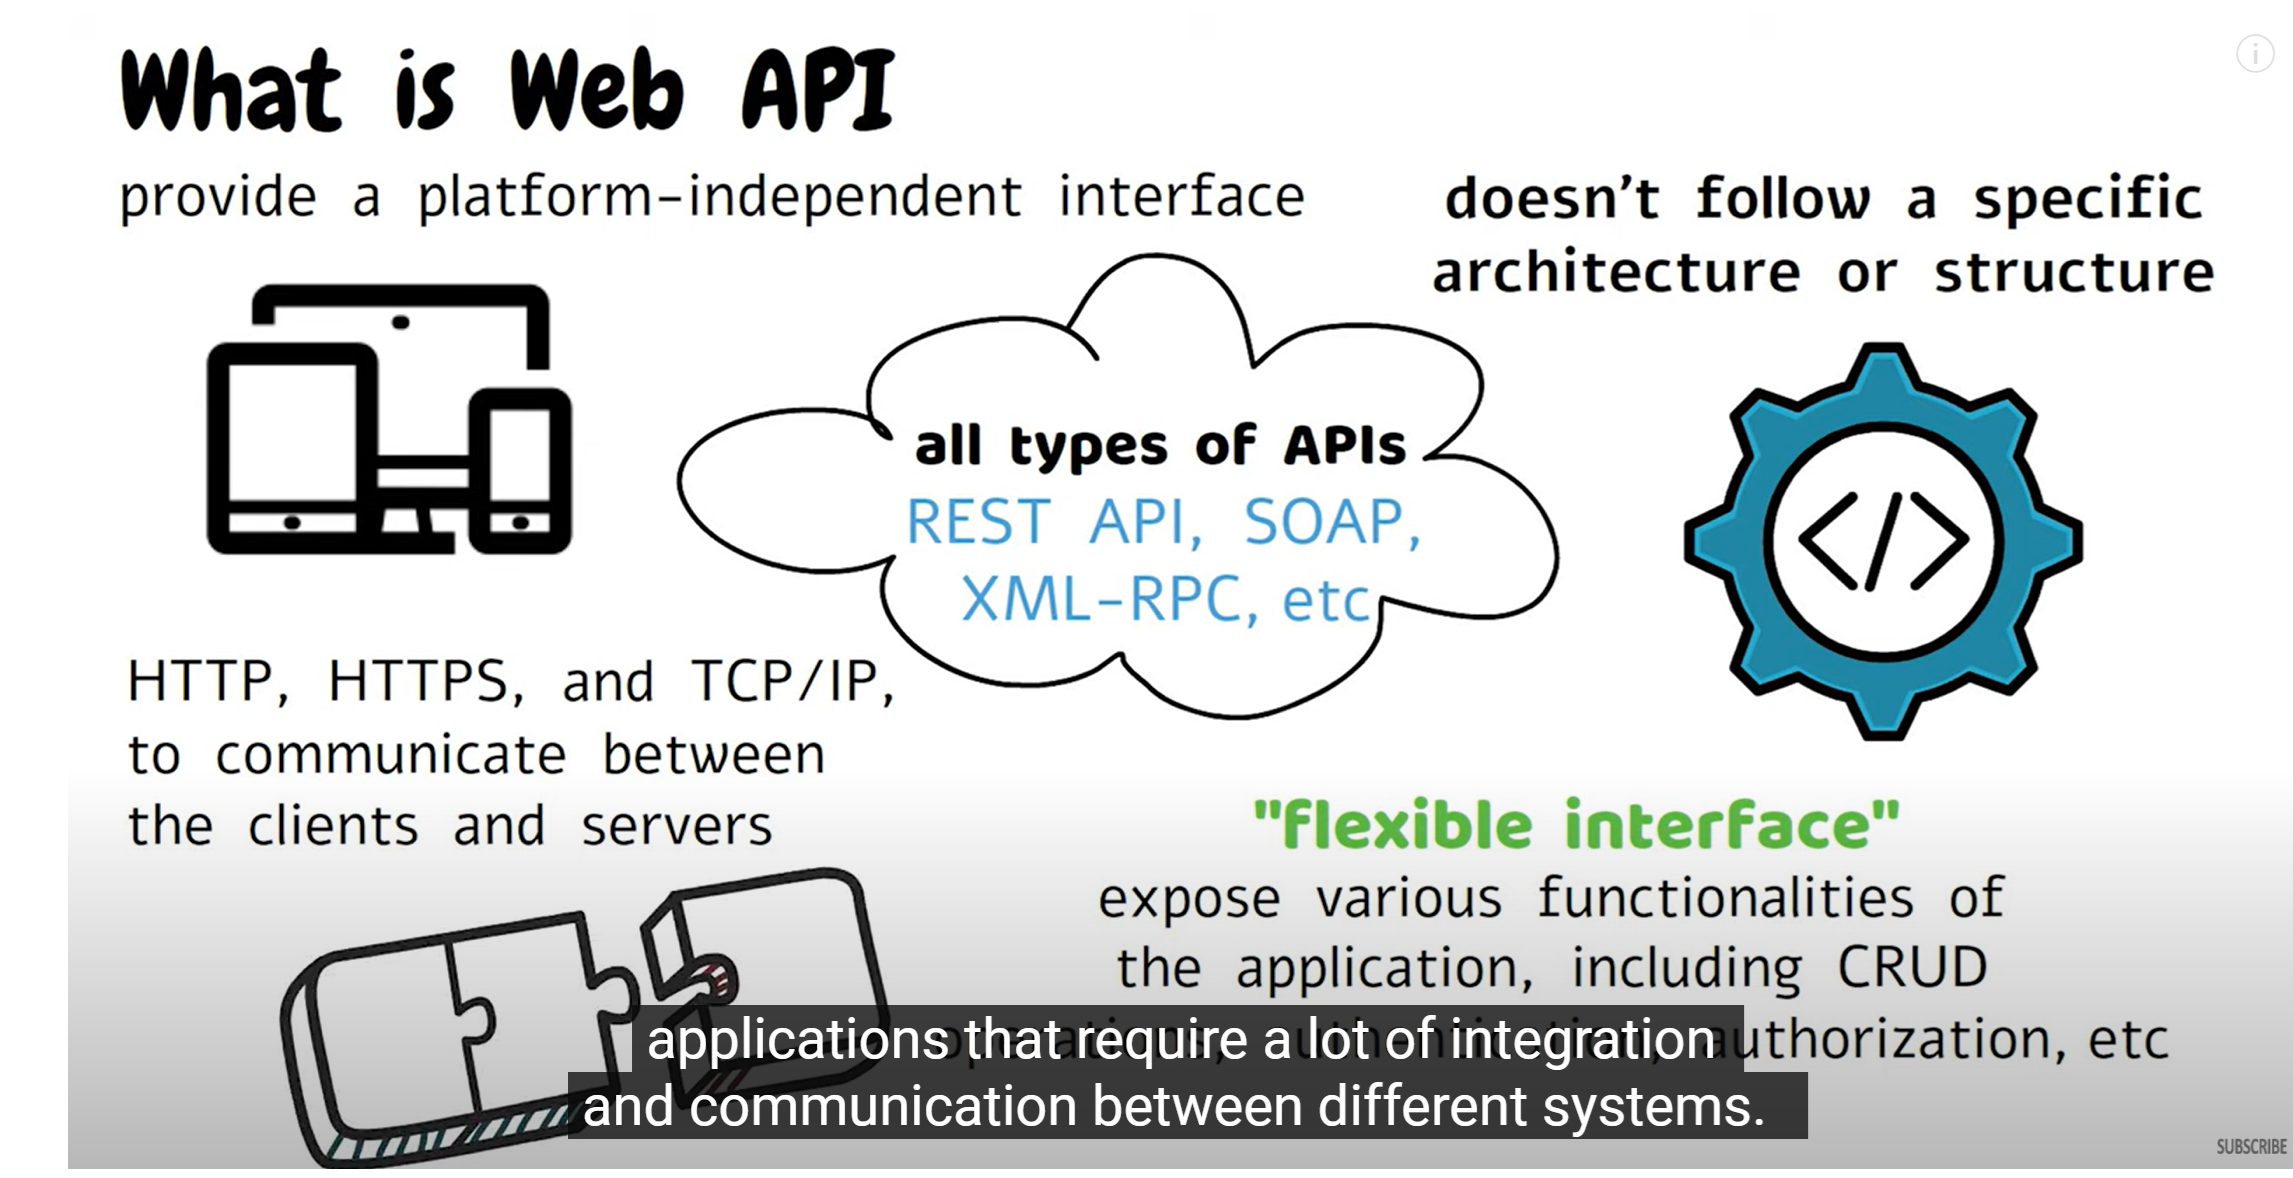 What is Web API
provide a platform-independent interface
doesn't follow a specific
architecture or structure
all types of APIs
REST API, SOAP,
XML-RPC, etc
</>
HTTP, HTTPS, and TCP/IP,
to communicate between
the clients and servers
"flexible interface"
expose various functionalities of
the application, including CRUD
operations, authentication, authorization, etc
applications that require a lot of integration
and communication between different systems.
SUBSCRIBE
i